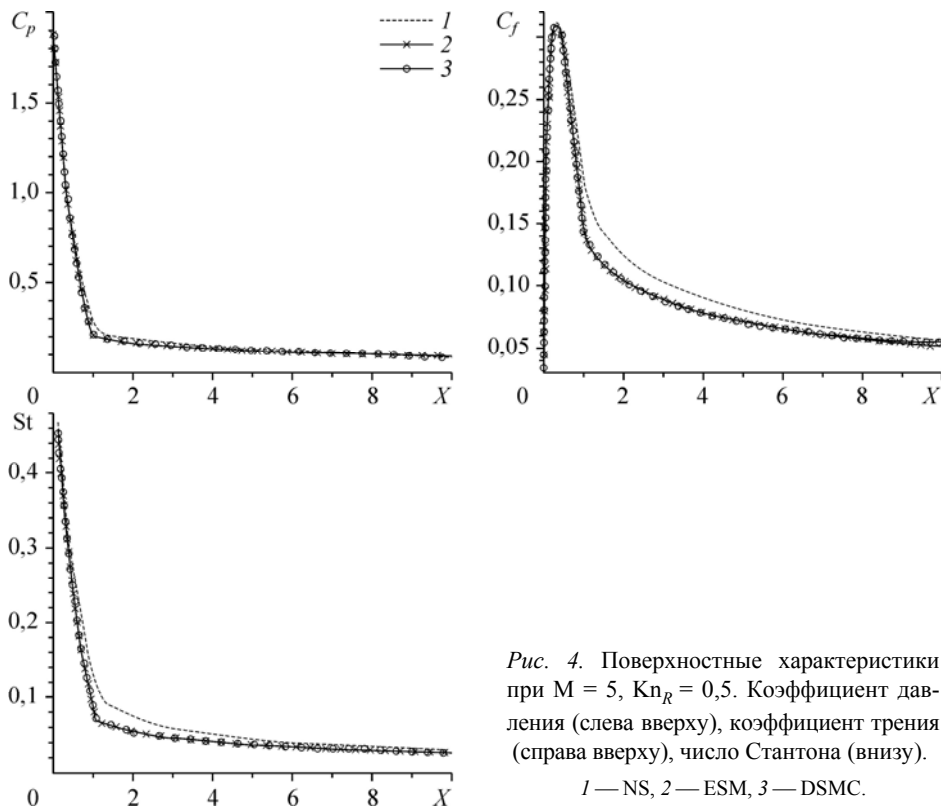 C_p
1
2
3
1,5
1,0
0,5
0
2
4
6
8
X
C_f
0,25
0,20
0,15
0,10
0,05
0
2
4
6
8
X
St
0,4
0,3
0,2
0,1
0
2
4
6
8
X
Рис. 4. Поверхностные характеристики
при M = 5, Kn_R = 0,5. Коэффициент дав-
ления (слева вверху), коэффициент трения
(справа вверху), число Стантона (внизу).
1 — NS, 2 — ESM, 3 — DSMC.